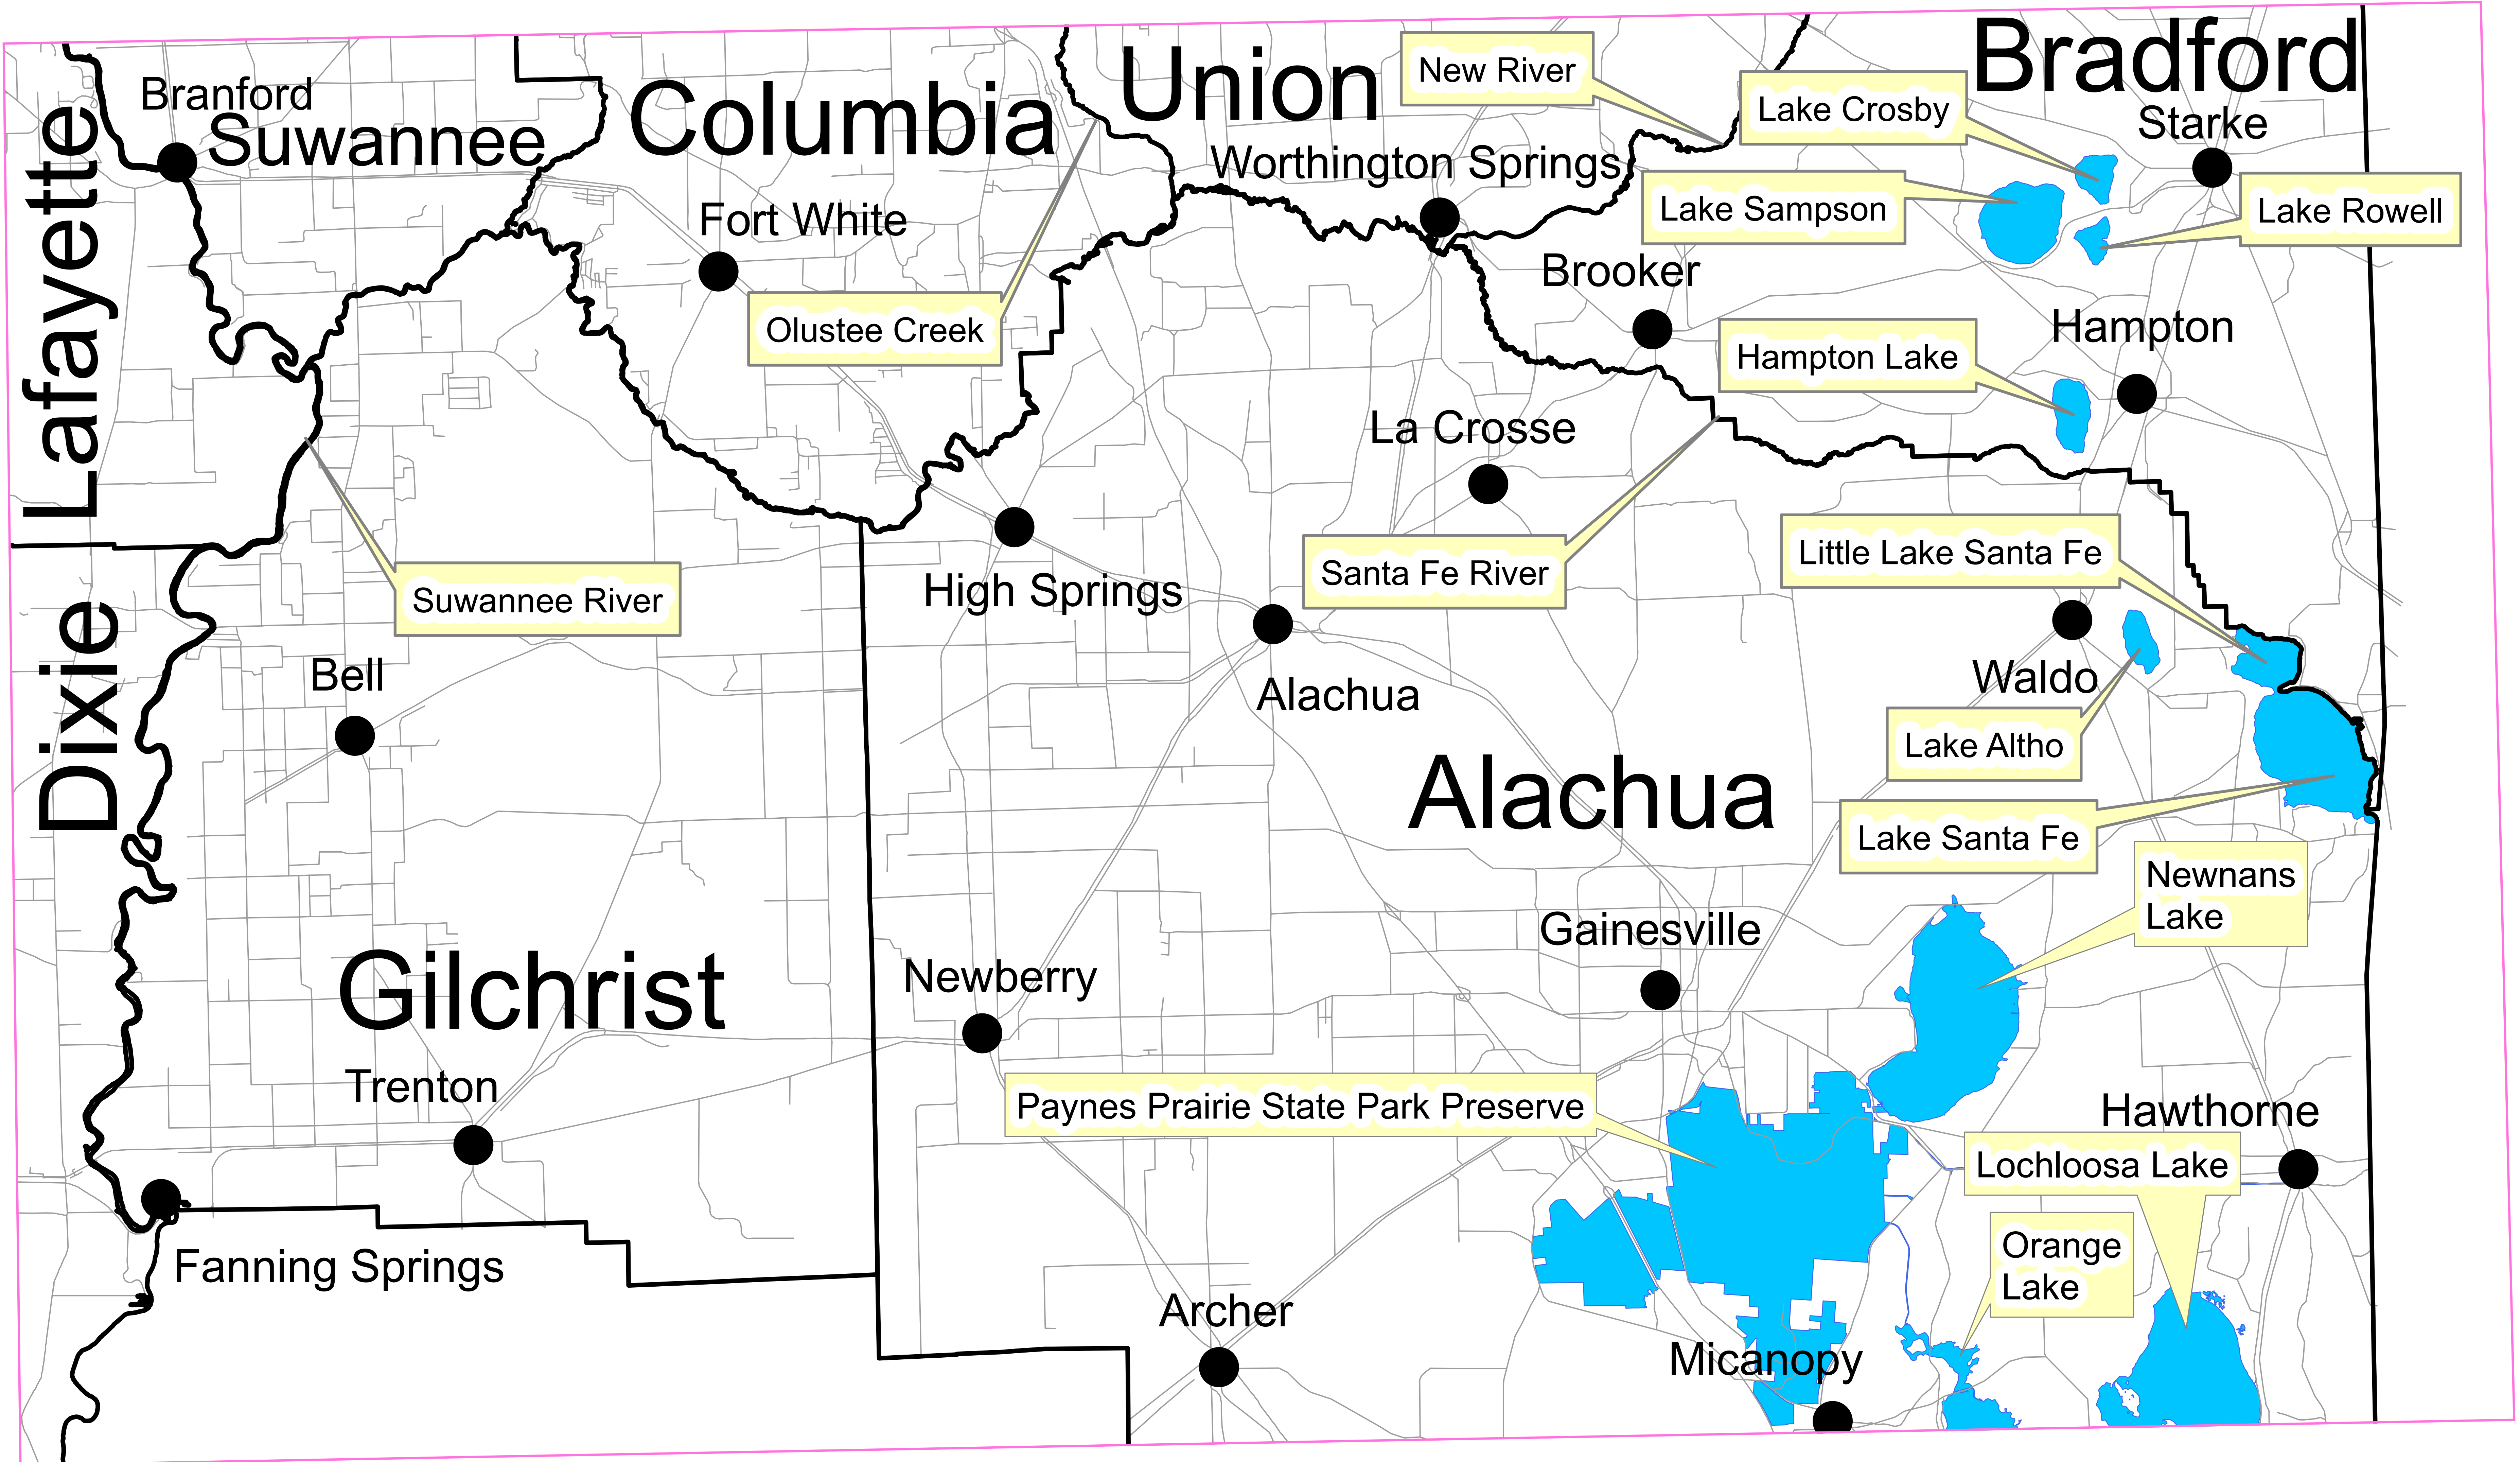 Bradford
Union
New River
Columbia
Branford
Suwannee
Lake Crosby
Starke
Worthington Springs
Lake Sampson
Lake Rowell
Fort White
Lafayette
Brooker
Olustee Creek
Hampton
Hampton Lake
La Crosse
Santa Fe River
Little Lake Santa Fe
Suwannee River
High Springs
Dixie
Bell
Alachua
Waldo
Lake Altho
Alachua
Lake Santa Fe
Newnans
Lake
Gainesville
Gilchrist
Newberry
Trenton
Paynes Prairie State Park Preserve
Hawthorne
Lochloosa Lake
Orange
Lake
Fanning Springs
Archer
Micanopy